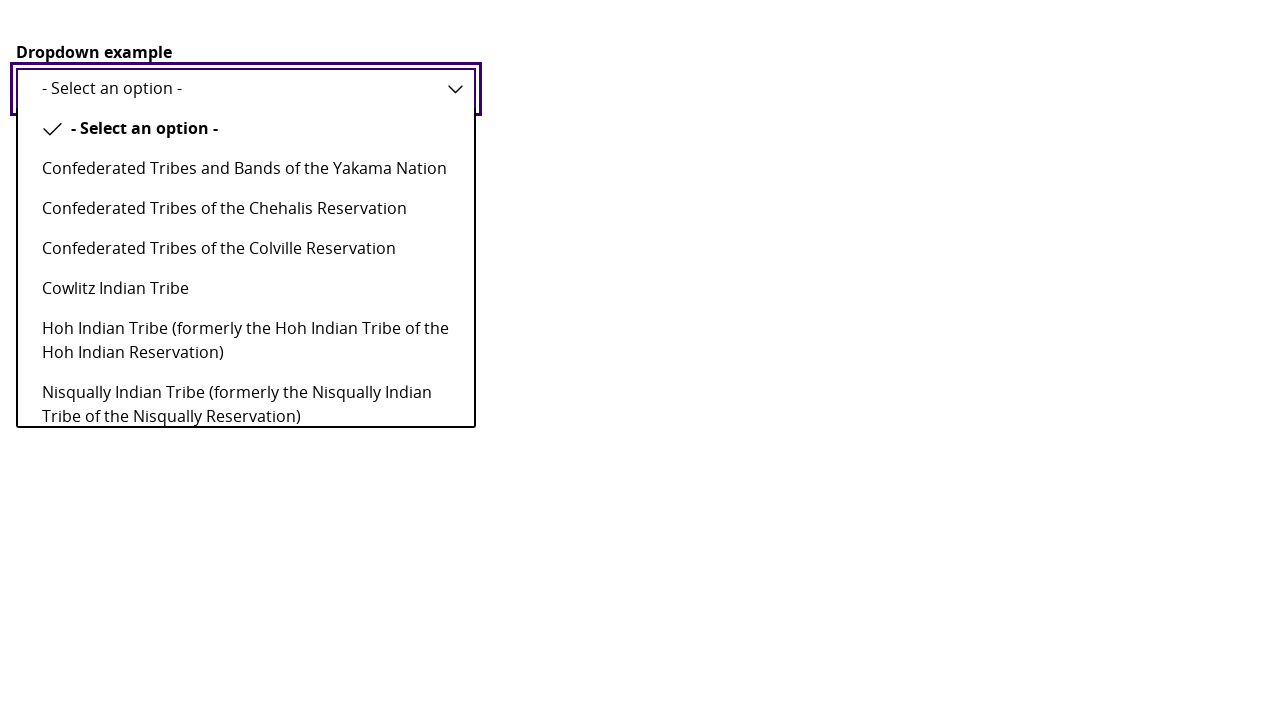 Dropdown example
- Select an option -
- Select an option -
Confederated Tribes and Bands of the Yakama Nation
Confederated Tribes of the Chehalis Reservation
Confederated Tribes of the Colville Reservation
Cowlitz Indian Tribe
Hoh Indian Tribe (formerly the Hoh Indian Tribe of the
Hoh Indian Reservation)
Nisqually Indian Tribe (formerly the Nisqually Indian
Tribe of the Nisqually Reservation)